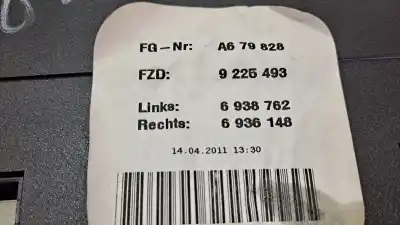 FG-Nr: A6 79 828
FZD: 9 225 493
Links: 6 938 762
Rechts: 6 936 148
14.04.2011 13:30